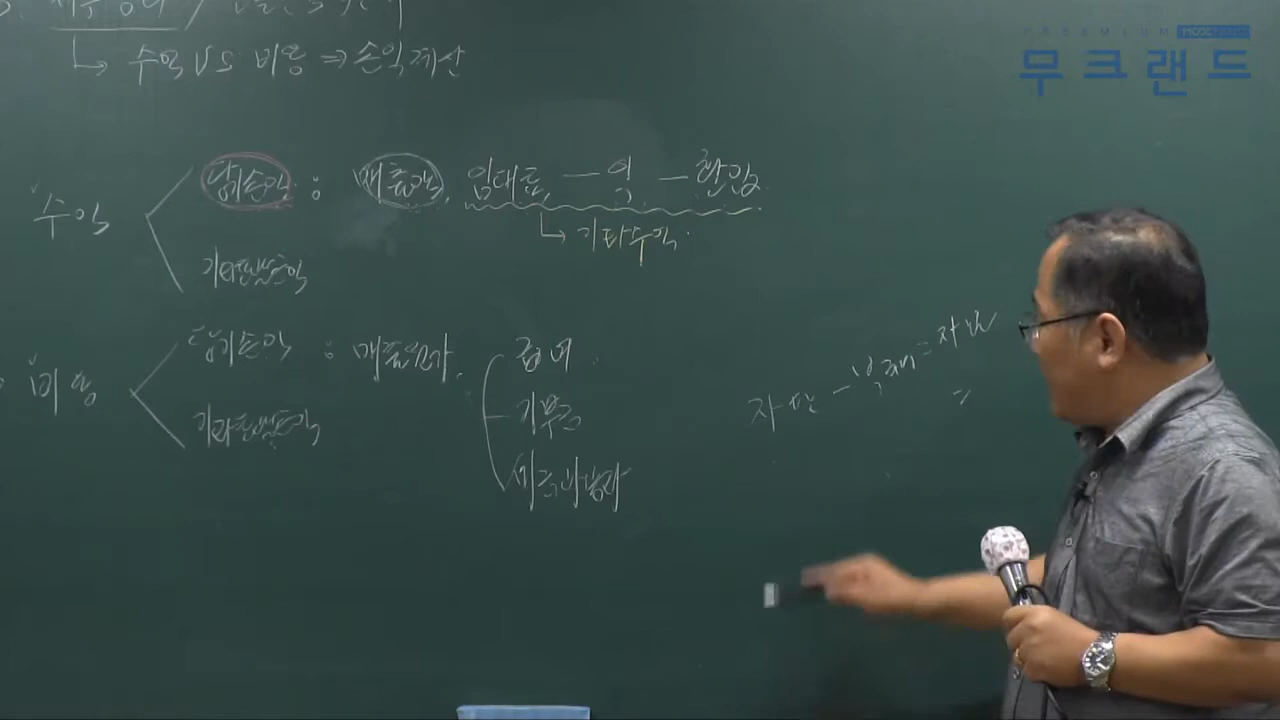 PREMIUM MOOC
무크랜드
↳ 수익 VS 비용 ⇒ 손익계산
당기손익 : 매출액, 임대료, ─ 익 ─ 환입.
수익
↳ 기타수익.
기타포괄손익
당기손익 : 매출원가, 급여.
비용
기부금
기타포괄손익
세금과공과
자산 - 부채 = 자본
=